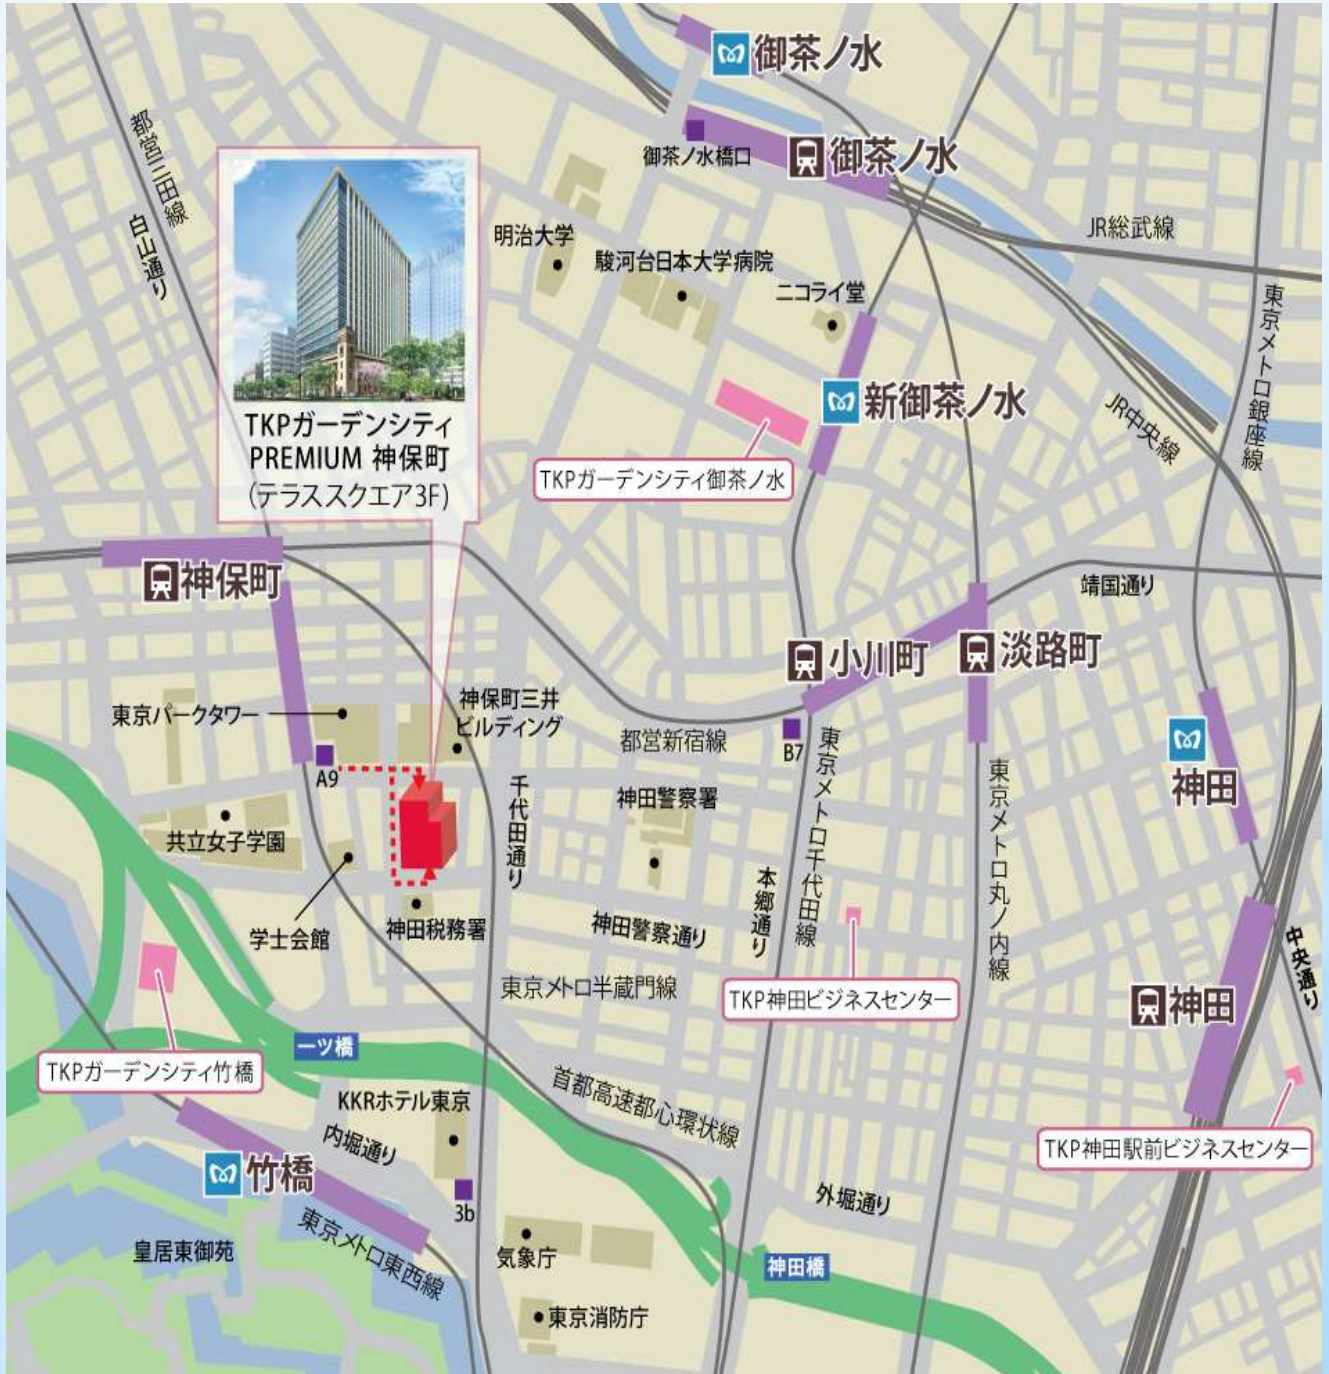 御茶ノ水
御茶ノ水橋口
御茶ノ水
都営三田線
白山通り
明治大学
駿河台日本大学病院
ニコライ堂
JR総武線
東京メトロ銀座線
JR中央線
新御茶ノ水
TKPガーデンシティ
PREMIUM 神保町
(テラススクエア3F)
TKPガーデンシティ御茶ノ水
神保町
靖国通り
小川町
淡路町
東京パークタワー
神保町三井
ビルディング
都営新宿線
B7
A9
東京メトロ千代田線
東京メトロ丸ノ内線
神田
千代田通り
神田警察署
共立女子学園
本郷通り
学士会館
神田税務署
神田警察通り
東京メトロ半蔵門線
TKP神田ビジネスセンター
中央通り
神田
一ツ橋
TKPガーデンシティ竹橋
KKRホテル東京
首都高速都心環状線
内堀通り
竹橋
TKP神田駅前ビジネスセンター
3b
外堀通り
皇居東御苑
東京メトロ東西線
気象庁
神田橋
東京消防庁